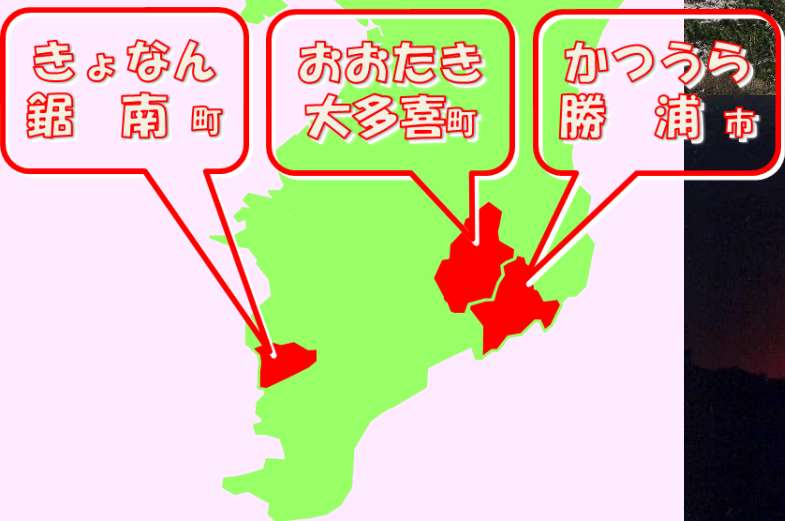 きょなん
鋸南町
おおたき
大多喜町
かつうら
勝浦市